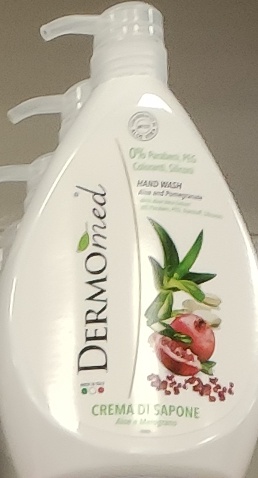 0% Parabeni, PEG
Coloranti, Siliconi
HAND WASH
Aloe and Pomegranate
DERMOmed
MADE IN ITALY
CREMA DI SAPONE
Aloe e Melograno